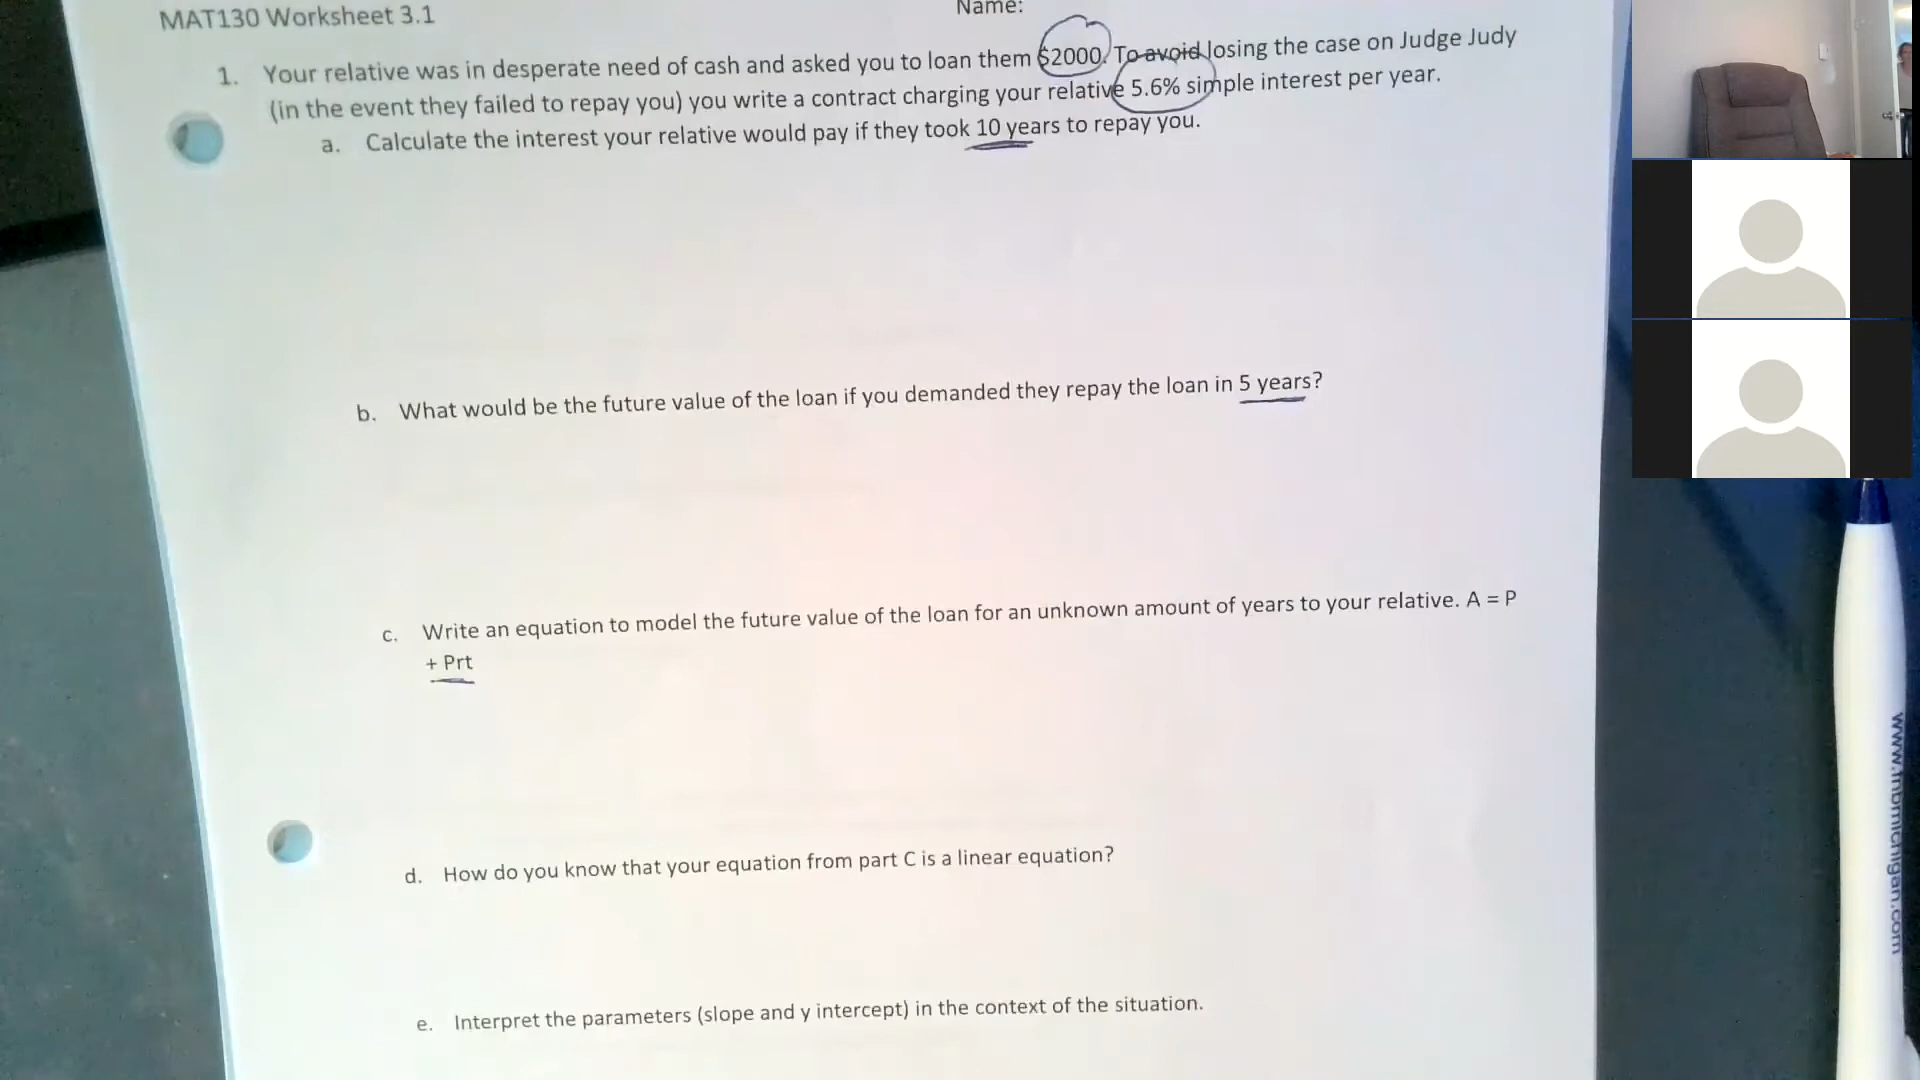 MAT130 Worksheet 3.1
Name:
1. Your relative was in desperate need of cash and asked you to loan them $2000. To avoid losing the case on Judge Judy
(in the event they failed to repay you) you write a contract charging your relative 5.6% simple interest per year.
a. Calculate the interest your relative would pay if they took 10 years to repay you.
b. What would be the future value of the loan if you demanded they repay the loan in 5 years?
c. Write an equation to model the future value of the loan for an unknown amount of years to your relative. A = P
+ Prt
d. How do you know that your equation from part C is a linear equation?
e. Interpret the parameters (slope and y intercept) in the context of the situation.
www.fnbmichigan.com